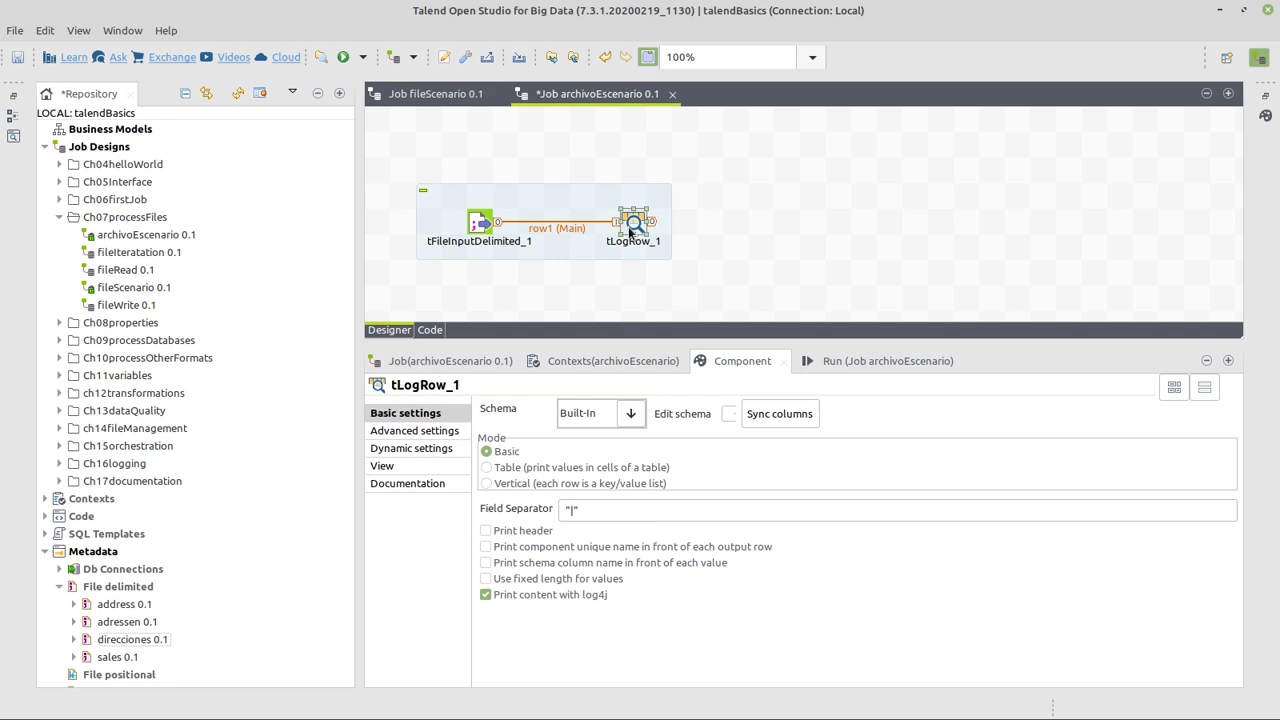 Talend Open Studio for Big Data (7.3.1.20200219_1130) | talendBasics (Connection: Local)
File Edit View Window Help
Learn Ask Exchange Videos Cloud 100%
*Repository
LOCAL: talendBasics
Business Models
Job Designs
Ch04helloWorld
Ch05Interface
Ch06firstJob
Ch07processFiles
archivoEscenario 0.1
fileIteratation 0.1
fileRead 0.1
fileScenario 0.1
fileWrite 0.1
Ch08properties
Ch09processDatabases
Ch10processOtherFormats
Ch11variables
ch12transformations
Ch13dataQuality
ch14fileManagement
Ch15orchestration
Ch16logging
Ch17documentation
Contexts
Code
SQL Templates
Metadata
Db Connections
File delimited
address 0.1
adressen 0.1
direcciones 0.1
sales 0.1
File positional
Job fileScenario 0.1 *Job archivoEscenario 0.1
row1 (Main)
tFileInputDelimited_1 tLogRow_1
Designer Code
Job(archivoEscenario 0.1) Contexts(archivoEscenario) Component Run (Job archivoEscenario)
tLogRow_1
Basic settings
Advanced settings
Dynamic settings
View
Documentation
Schema Built-In Edit schema Sync columns
Mode
Basic
Table (print values in cells of a table)
Vertical (each row is a key/value list)
Field Separator "|"
Print header
Print component unique name in front of each output row
Print schema column name in front of each value
Use fixed length for values
Print content with log4j